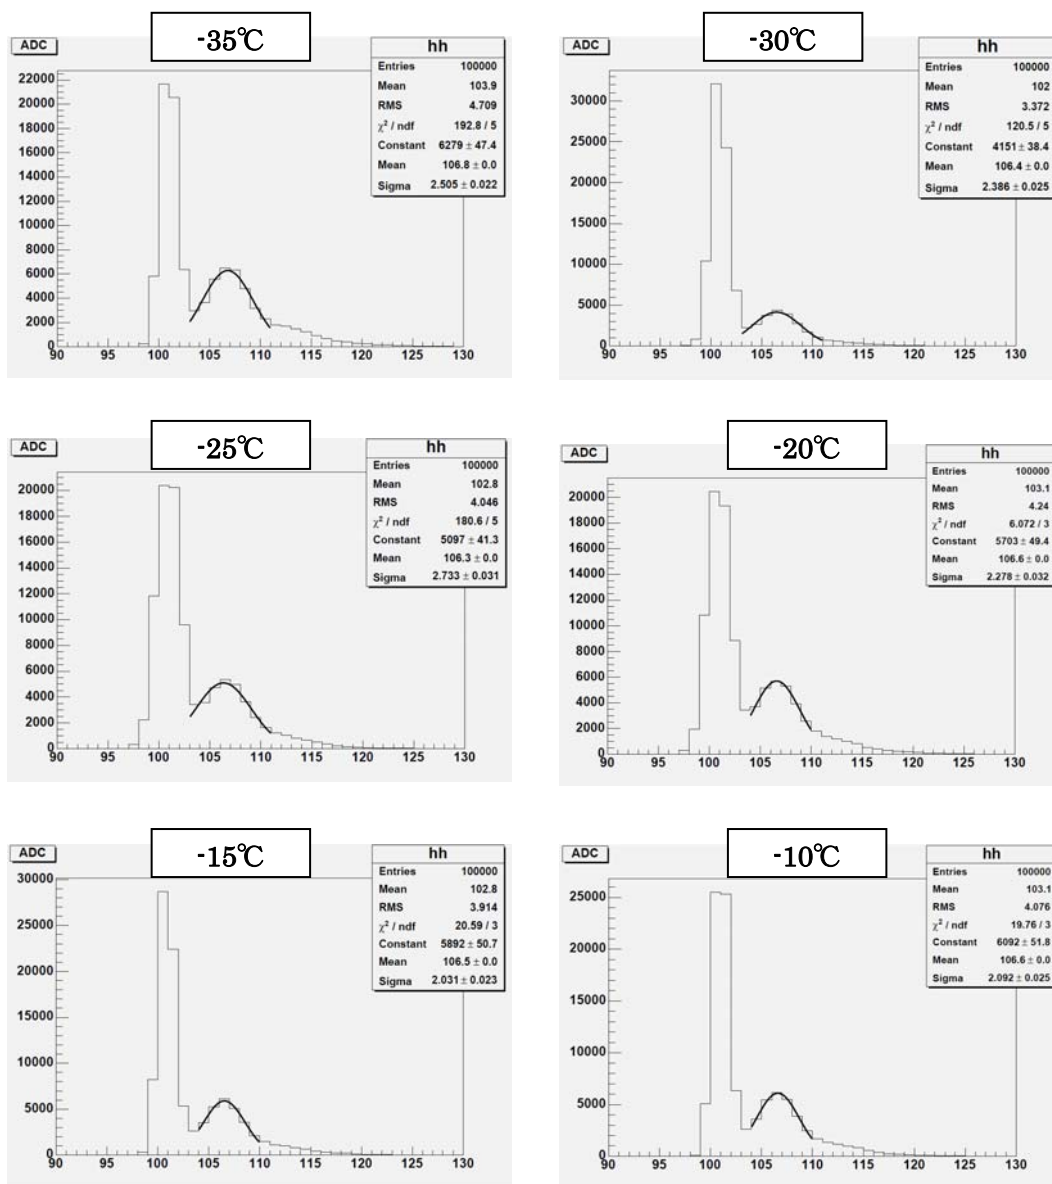 -35℃
ADC
hh
Entries 100000
Mean 103.9
RMS 4.709
χ² / ndf 192.8 / 5
Constant 6279 ± 47.4
Mean 106.8 ± 0.0
Sigma 2.505 ± 0.022
22000
20000
18000
16000
14000
12000
10000
8000
6000
4000
2000
0
90 95 100 105 110 115 120 125 130
-30℃
ADC
hh
Entries 100000
Mean 102
RMS 3.372
χ² / ndf 120.5 / 5
Constant 4151 ± 38.4
Mean 106.4 ± 0.0
Sigma 2.386 ± 0.025
30000
25000
20000
15000
10000
5000
0
90 95 100 105 110 115 120 125 130
-25℃
ADC
hh
Entries 100000
Mean 102.8
RMS 4.046
χ² / ndf 180.6 / 5
Constant 5097 ± 41.3
Mean 106.3 ± 0.0
Sigma 2.733 ± 0.031
20000
18000
16000
14000
12000
10000
8000
6000
4000
2000
0
90 95 100 105 110 115 120 125 130
-20℃
ADC
hh
Entries 100000
Mean 103.1
RMS 4.24
χ² / ndf 6.072 / 3
Constant 5703 ± 49.4
Mean 106.6 ± 0.0
Sigma 2.278 ± 0.032
20000
18000
16000
14000
12000
10000
8000
6000
4000
2000
0
90 95 100 105 110 115 120 125 130
-15℃
ADC
hh
Entries 100000
Mean 102.8
RMS 3.914
χ² / ndf 20.59 / 3
Constant 5892 ± 50.7
Mean 106.5 ± 0.0
Sigma 2.031 ± 0.023
30000
25000
20000
15000
10000
5000
0
90 95 100 105 110 115 120 125 130
-10℃
ADC
hh
Entries 100000
Mean 103.1
RMS 4.076
χ² / ndf 19.76 / 3
Constant 6092 ± 51.8
Mean 106.6 ± 0.0
Sigma 2.092 ± 0.025
25000
20000
15000
10000
5000
0
90 95 100 105 110 115 120 125 130